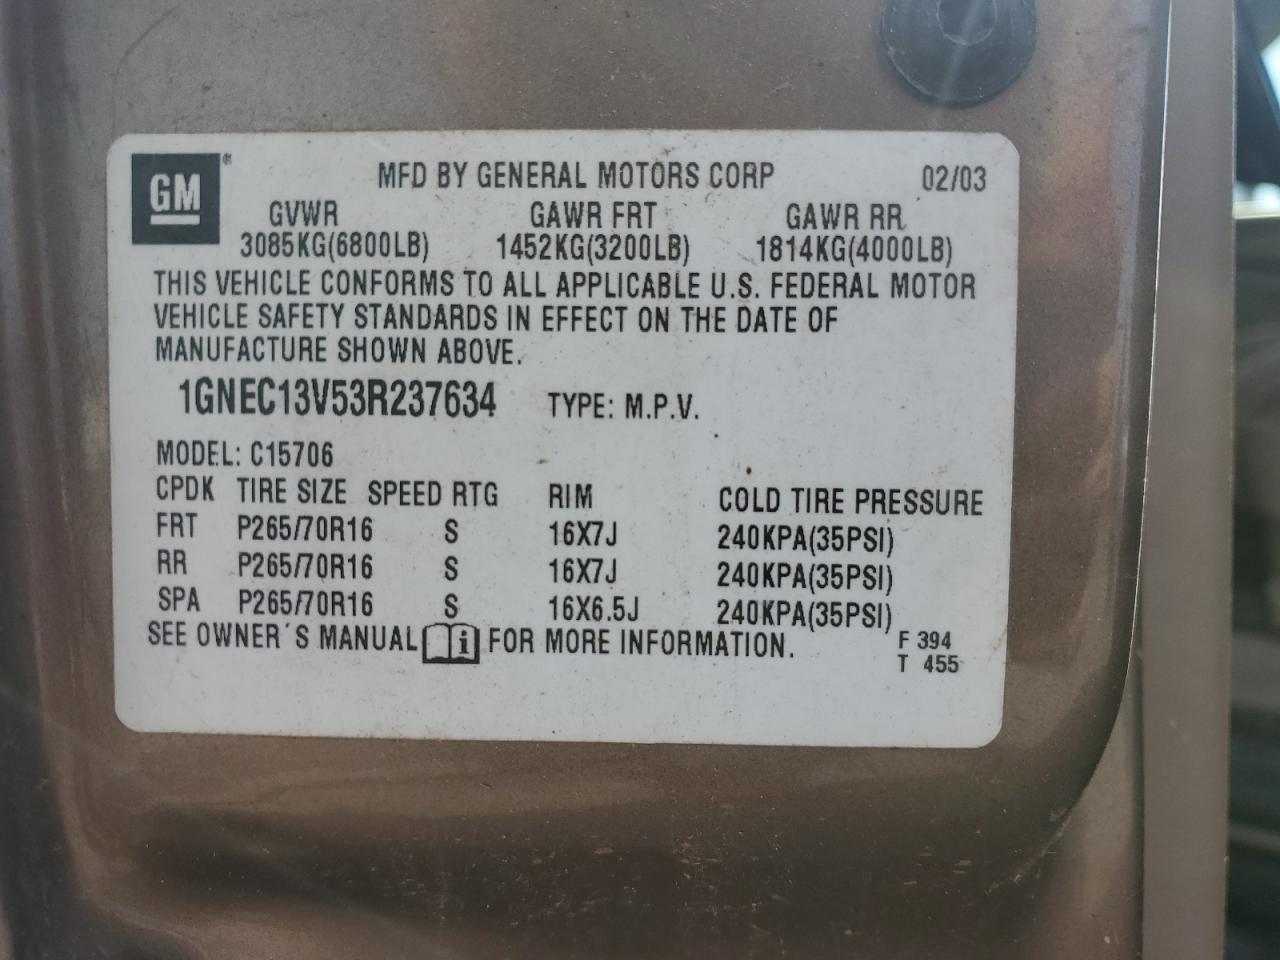 GM®
MFD BY GENERAL MOTORS CORP 02/03
GVWR GAWR FRT GAWR RR
3085KG(6800LB) 1452KG(3200LB) 1814KG(4000LB)
THIS VEHICLE CONFORMS TO ALL APPLICABLE U.S. FEDERAL MOTOR
VEHICLE SAFETY STANDARDS IN EFFECT ON THE DATE OF
MANUFACTURE SHOWN ABOVE.
1GNEC13V53R237634 TYPE: M.P.V.
MODEL: C15706
CPDK TIRE SIZE SPEED RTG RIM COLD TIRE PRESSURE
FRT P265/70R16 S 16X7J 240KPA(35PSI)
RR P265/70R16 S 16X7J 240KPA(35PSI)
SPA P265/70R16 S 16X6.5J 240KPA(35PSI)
SEE OWNER´S MANUAL i FOR MORE INFORMATION.
F 394
T 455